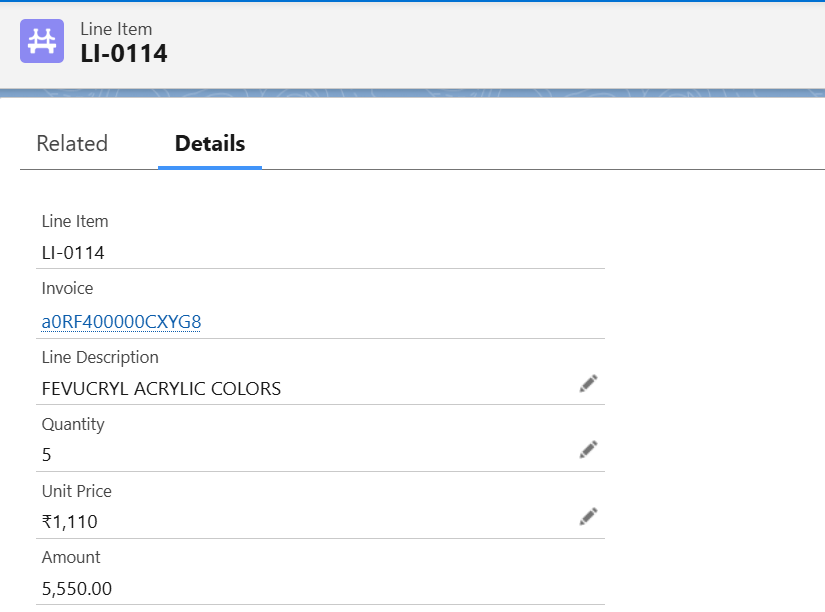 Line Item
LI-0114
Related
Details
Line Item
LI-0114
Invoice
a0RF400000CXYG8
Line Description
FEVUCRYL ACRYLIC COLORS
Quantity
5
Unit Price
₹1,110
Amount
5,550.00